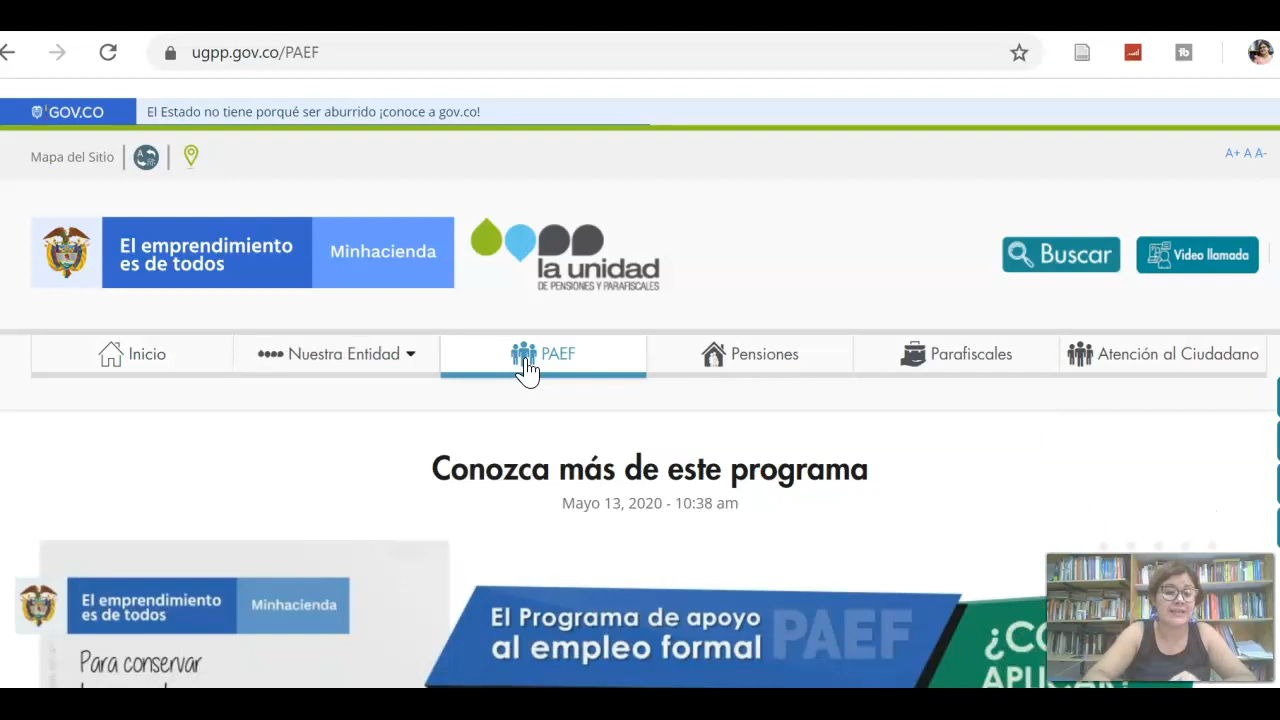 ugpp.gov.co/PAEF
fb
GOV.CO
El Estado no tiene porqué ser aburrido ¡conoce a gov.co!
Mapa del Sitio
A+ A A-
El emprendimiento
es de todos
Minhacienda
la unidad
DE PENSIONES Y PARAFISCALES
Buscar
Video llamada
Inicio
Nuestra Entidad
PAEF
Pensiones
Parafiscales
Atención al Ciudadano
Conozca más de este programa
Mayo 13, 2020 - 10:38 am
El emprendimiento
es de todos
Minhacienda
Para conservar
El Programa de apoyo
al empleo formal
PAEF